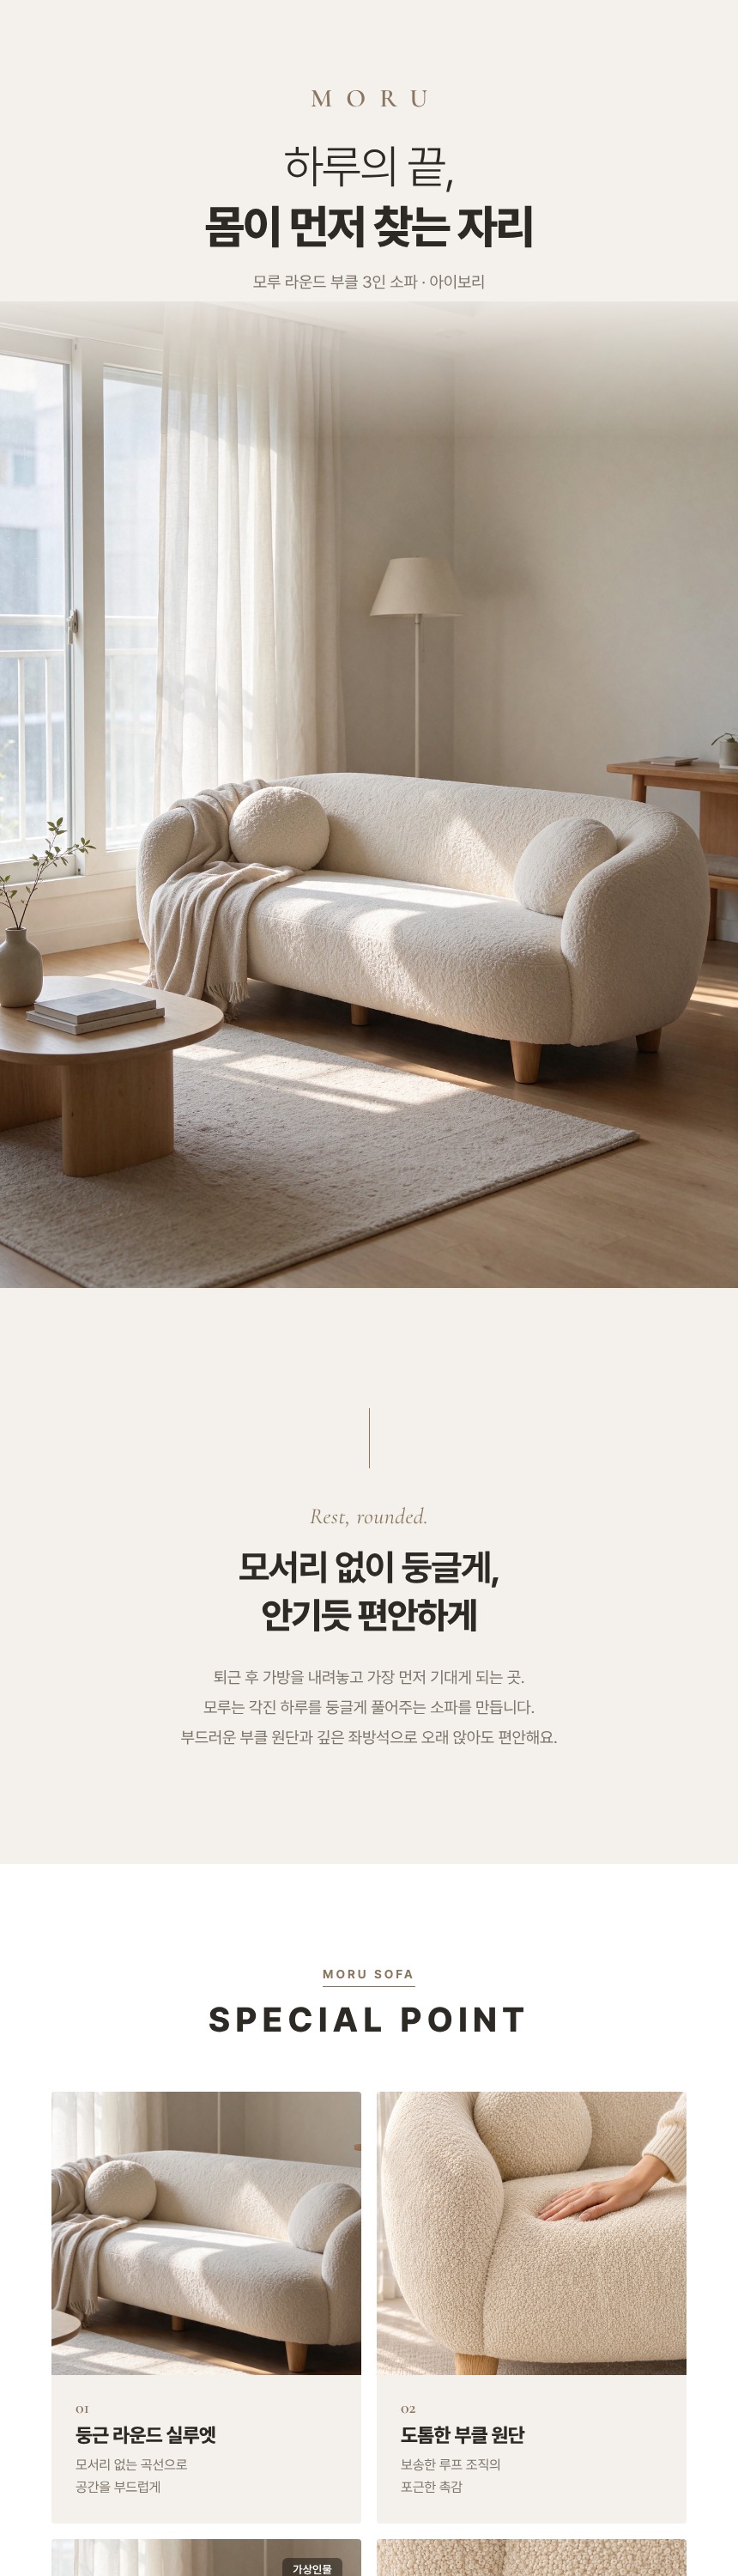 MORU
하루의 끝,
몸이 먼저 찾는 자리
모루 라운드 부클 3인 소파 · 아이보리
Rest, rounded.
모서리 없이 둥글게,
안기듯 편안하게
퇴근 후 가방을 내려놓고 가장 먼저 기대게 되는 곳.
모루는 각진 하루를 둥글게 풀어주는 소파를 만듭니다.
부드러운 부클 원단과 깊은 좌방석으로 오래 앉아도 편안해요.
MORU SOFA
SPECIAL POINT
01
둥근 라운드 실루엣
모서리 없는 곡선으로
공간을 부드럽게
02
도톰한 부클 원단
보송한 루프 조직의
포근한 촉감
가상인물